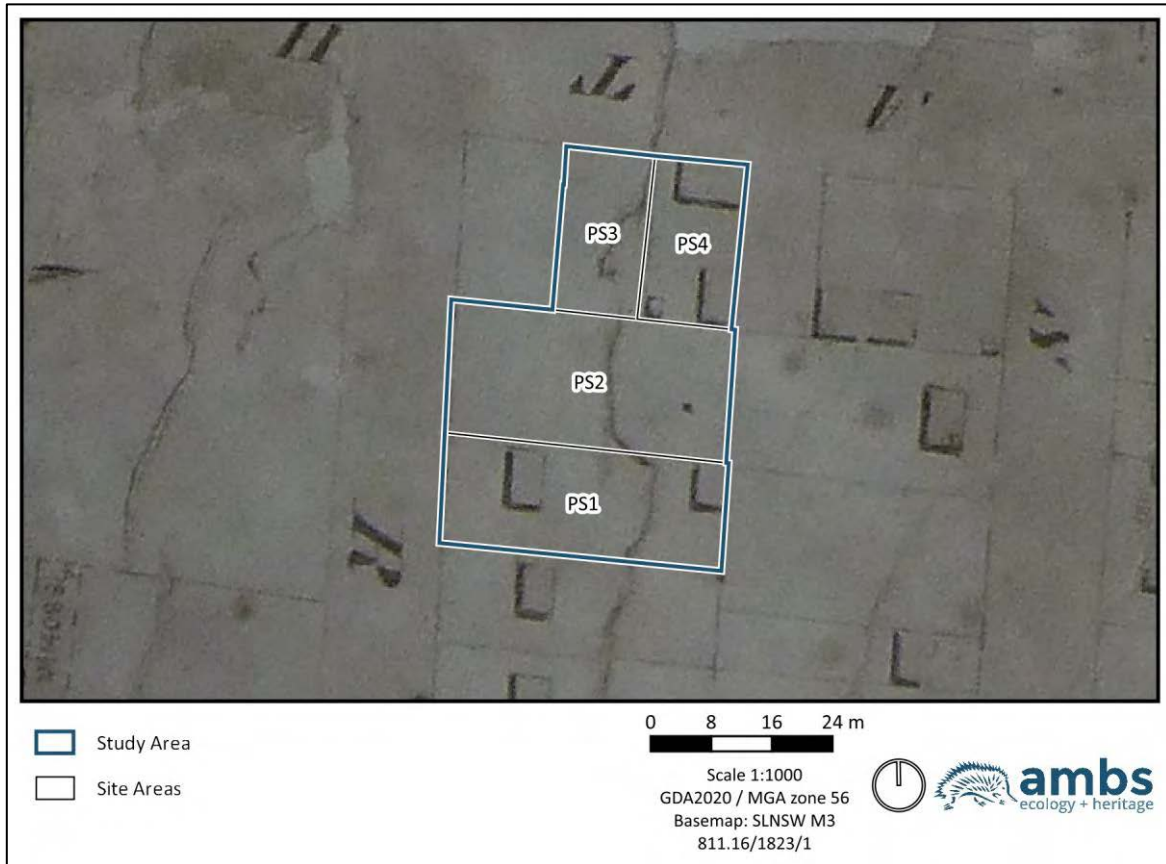 PS3
PS4
PS2
PS1
Study Area
Site Areas
0 8 16 24 m
Scale 1:1000
GDA2020 / MGA zone 56
Basemap: SLNSW M3
811.16/1823/1
ambs
ecology + heritage